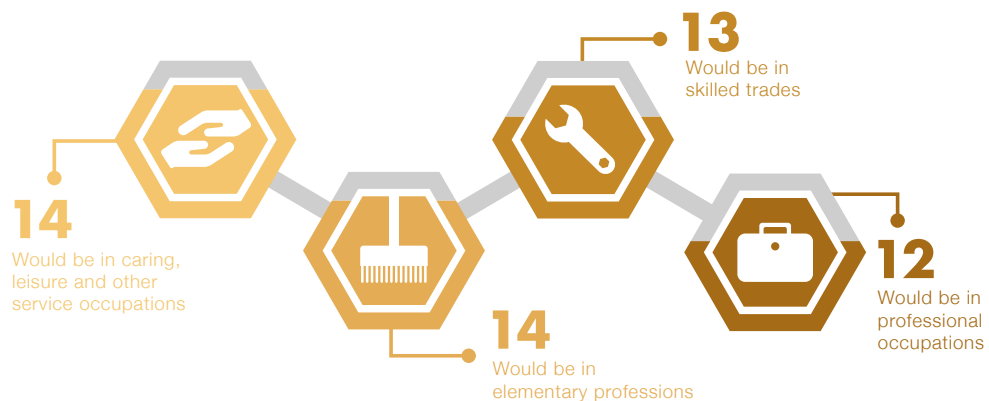 14
Would be in caring,
leisure and other
service occupations
14
Would be in
elementary professions
13
Would be in
skilled trades
12
Would be in
professional
occupations